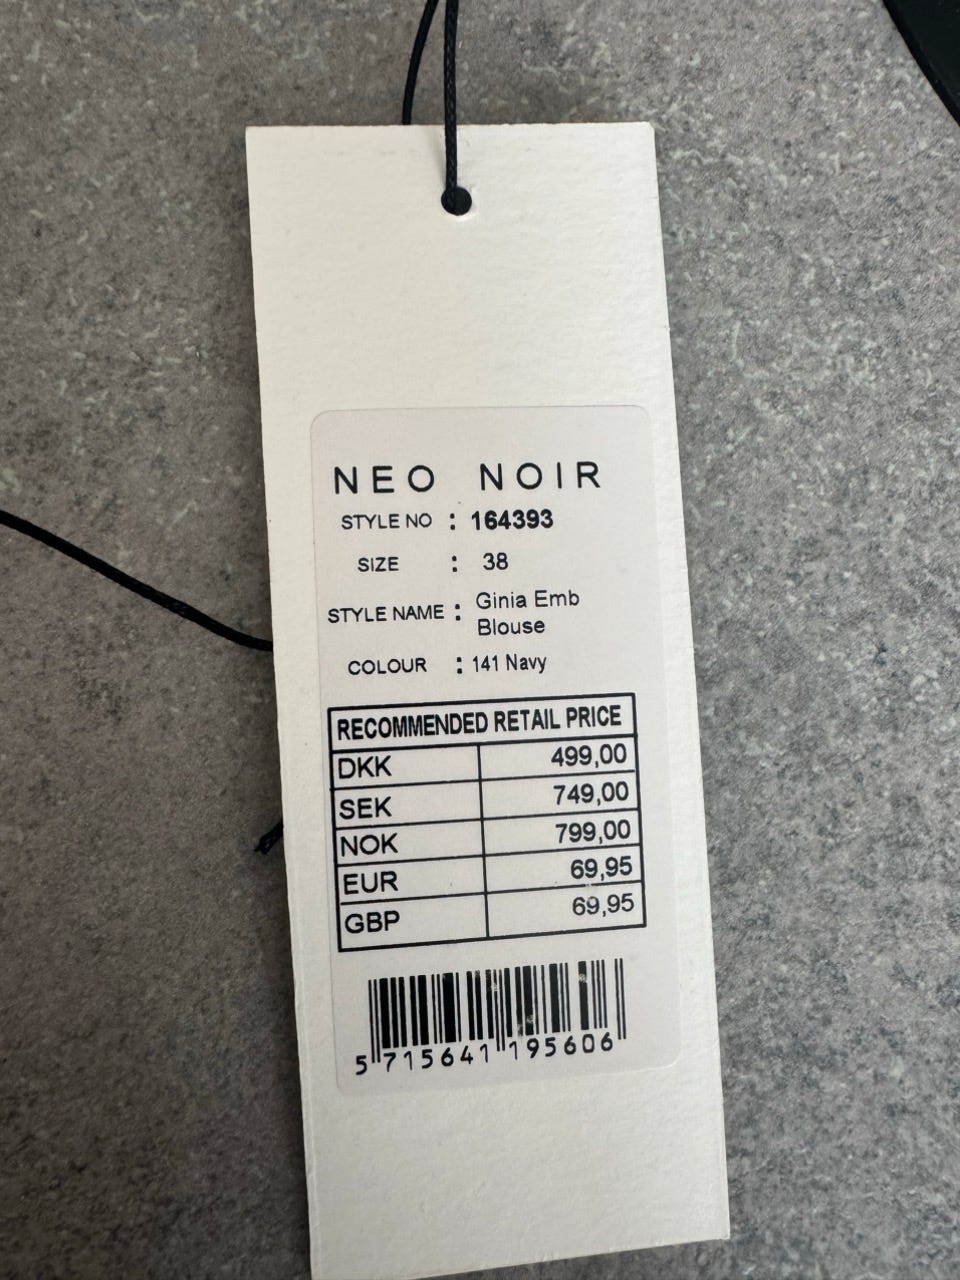 NEO NOIR
STYLE NO : 164393
SIZE : 38
STYLE NAME : Ginia Emb
Blouse
COLOUR : 141 Navy
RECOMMENDED RETAIL PRICE
DKK 499,00
SEK 749,00
NOK 799,00
EUR 69,95
GBP 69,95
5 715641 195606